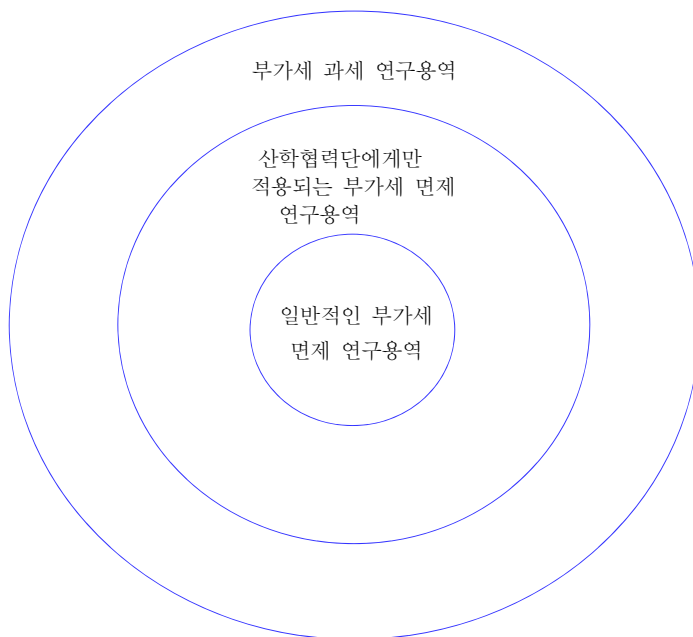 부가세 과세 연구용역
산학협력단에게만
적용되는 부가세 면제
연구용역
일반적인 부가세
면제 연구용역